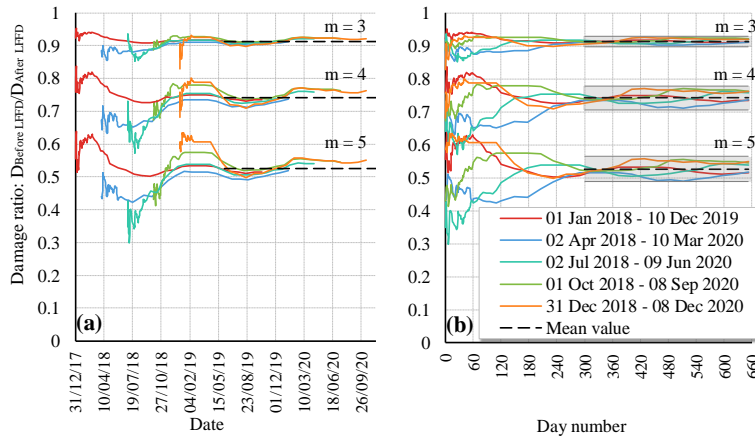 Damage ratio: D_Before LFFD/D_After LFFD
1
0.9
0.8
0.7
0.6
0.5
0.4
0.3
0.2
0.1
0
m = 3
m = 4
m = 5
(a)
31/12/17
10/04/18
19/07/18
27/10/18
04/02/19
15/05/19
23/08/19
01/12/19
10/03/20
18/06/20
26/09/20
Date
1
0.9
0.8
0.7
0.6
0.5
0.4
0.3
0.2
0.1
0
m = 3
m = 4
m = 5
01 Jan 2018 - 10 Dec 2019
02 Apr 2018 - 10 Mar 2020
02 Jul 2018 - 09 Jun 2020
01 Oct 2018 - 08 Sep 2020
31 Dec 2018 - 08 Dec 2020
Mean value
(b)
0
60
120
180
240
300
360
420
480
540
600
660
Day number